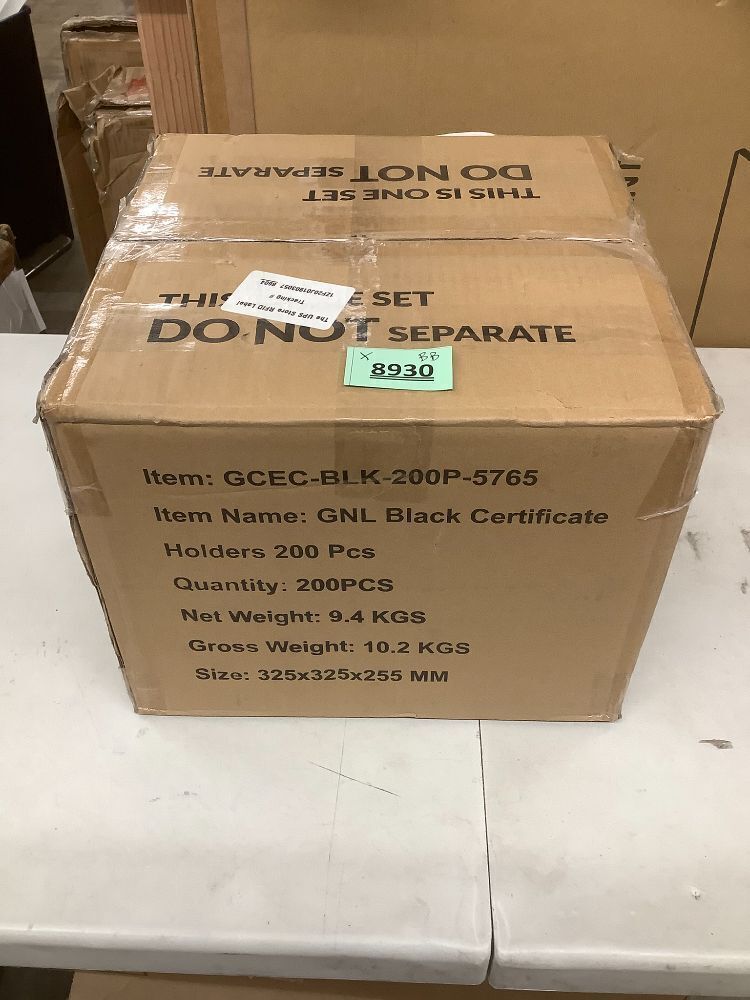 THIS IS ONE SET
DO NOT SEPARATE
The UPS Store RFID Label
Tracking #
THIS E SET
DO NOT SEPARATE
X BB
8930
Item: GCEC-BLK-200P-5765
Item Name: GNL Black Certificate
Holders 200 Pcs
Quantity: 200PCS
Net Weight: 9.4 KGS
Gross Weight: 10.2 KGS
Size: 325x325x255 MM